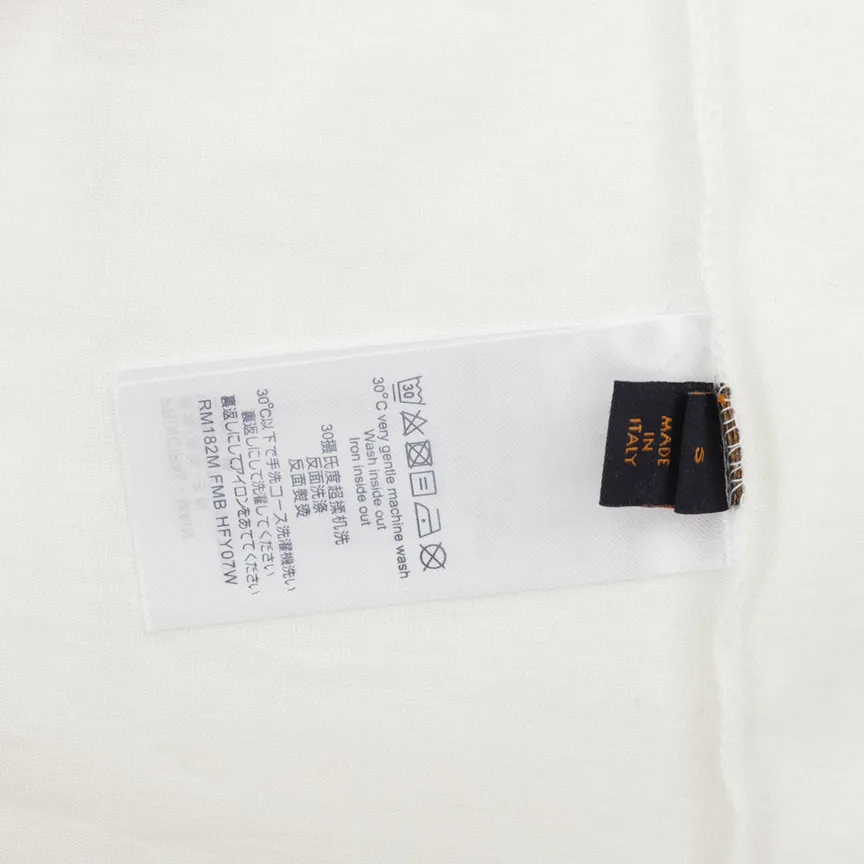 30
30°C very gentle machine wash
Wash inside out
Iron inside out
30摄氏度超操机洗
反面洗涤
反面熨烫
30°C以下で手洗コース洗濯機洗い
裏返しにして洗濯してください
裏返しにしてアイロンをあててください
RM182M FMB HFY07W
MADE
IN
ITALY
S